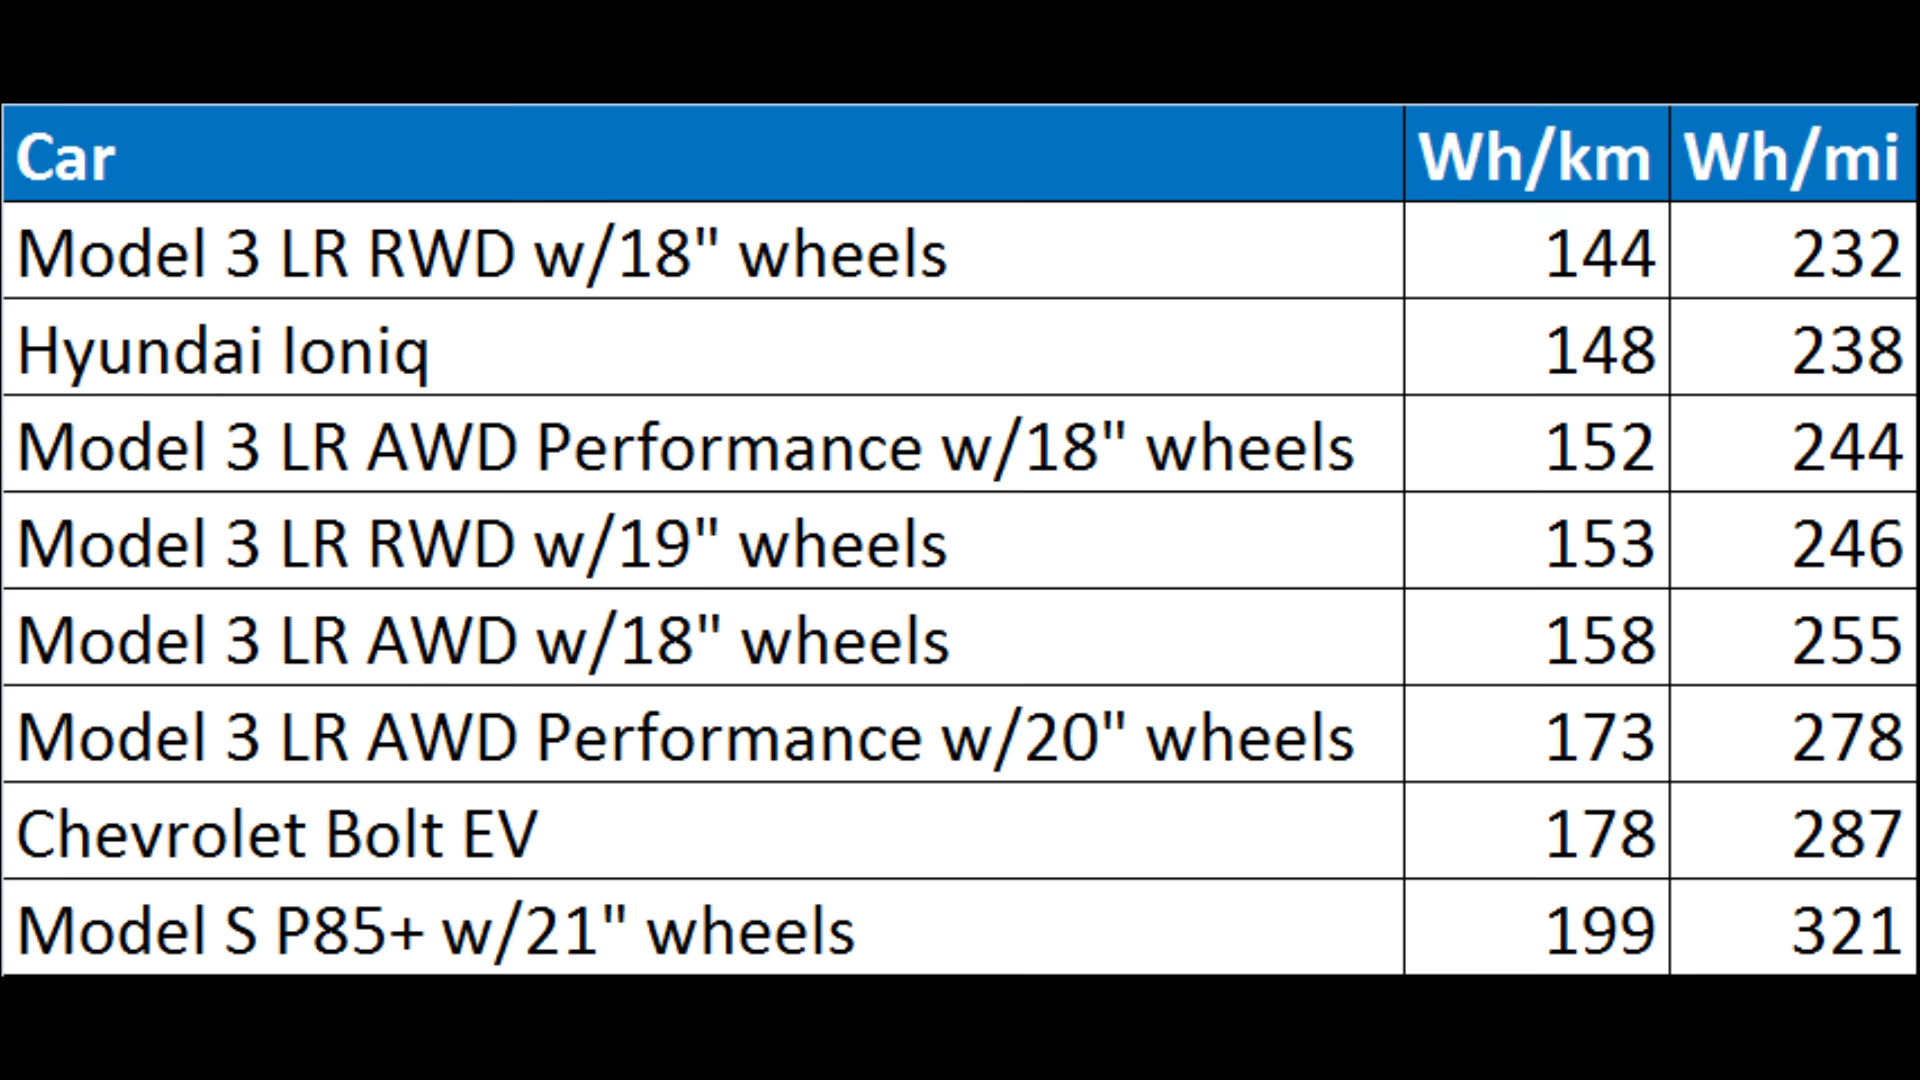 Car Wh/km Wh/mi
Model 3 LR RWD w/18" wheels 144 232
Hyundai Ioniq 148 238
Model 3 LR AWD Performance w/18" wheels 152 244
Model 3 LR RWD w/19" wheels 153 246
Model 3 LR AWD w/18" wheels 158 255
Model 3 LR AWD Performance w/20" wheels 173 278
Chevrolet Bolt EV 178 287
Model S P85+ w/21" wheels 199 321